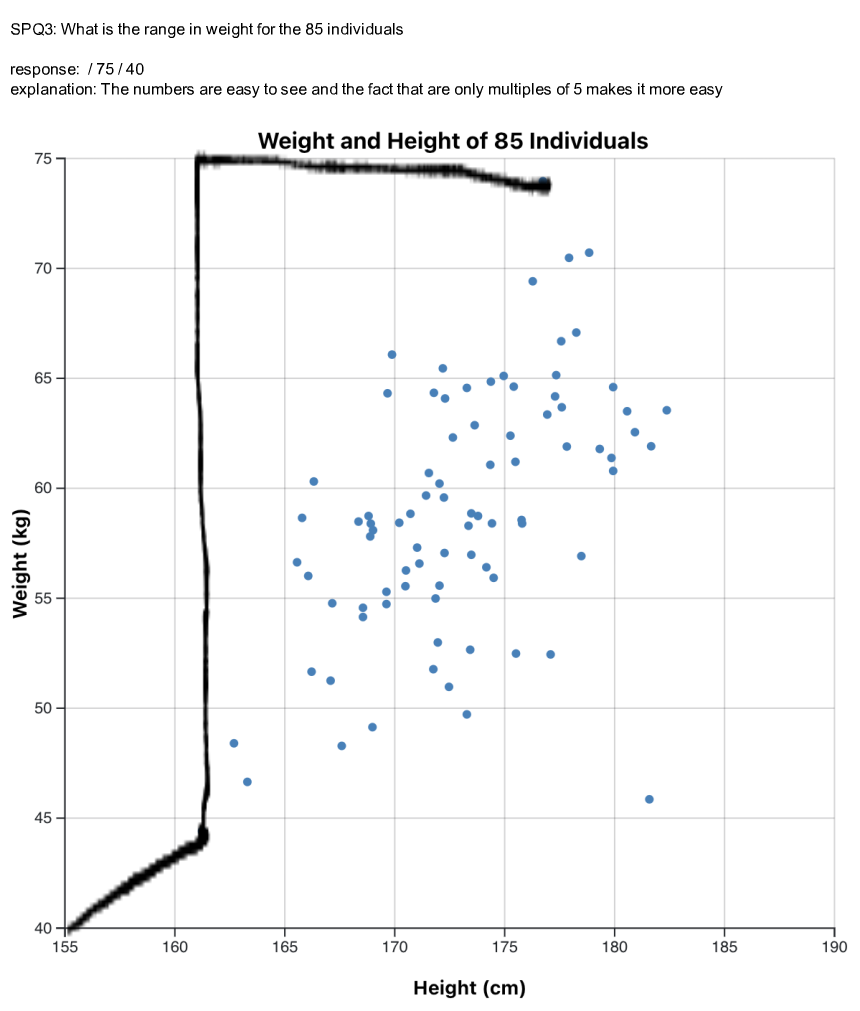 SPQ3: What is the range in weight for the 85 individuals
response:  / 75 / 40
explanation: The numbers are easy to see and the fact that are only multiples of 5 makes it more easy
Weight and Height of 85 Individuals
75
70
65
60
55
50
45
40
Weight (kg)
155 160 165 170 175 180 185 190
Height (cm)